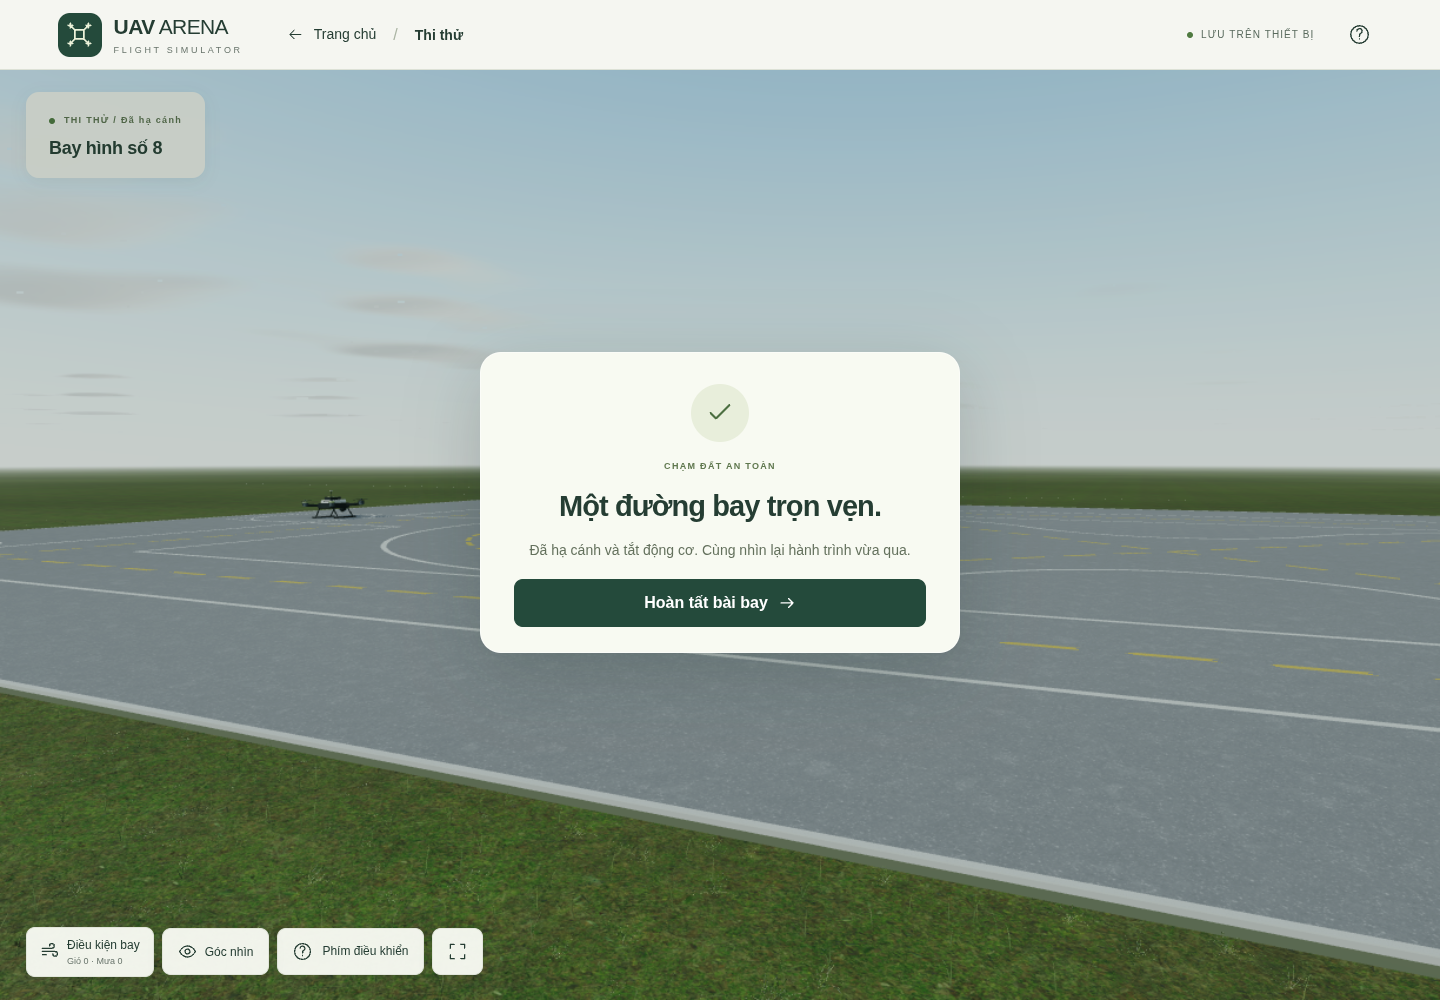 UAV ARENA
FLIGHT SIMULATOR
Trang chủ / Thi thử
LƯU TRÊN THIẾT BỊ
THI THỬ / Đã hạ cánh
Bay hình số 8
CHẠM ĐẤT AN TOÀN
Một đường bay trọn vẹn.
Đã hạ cánh và tắt động cơ. Cùng nhìn lại hành trình vừa qua.
Hoàn tất bài bay
Điều kiện bay
Gió 0 · Mưa 0
Góc nhìn
Phím điều khiển